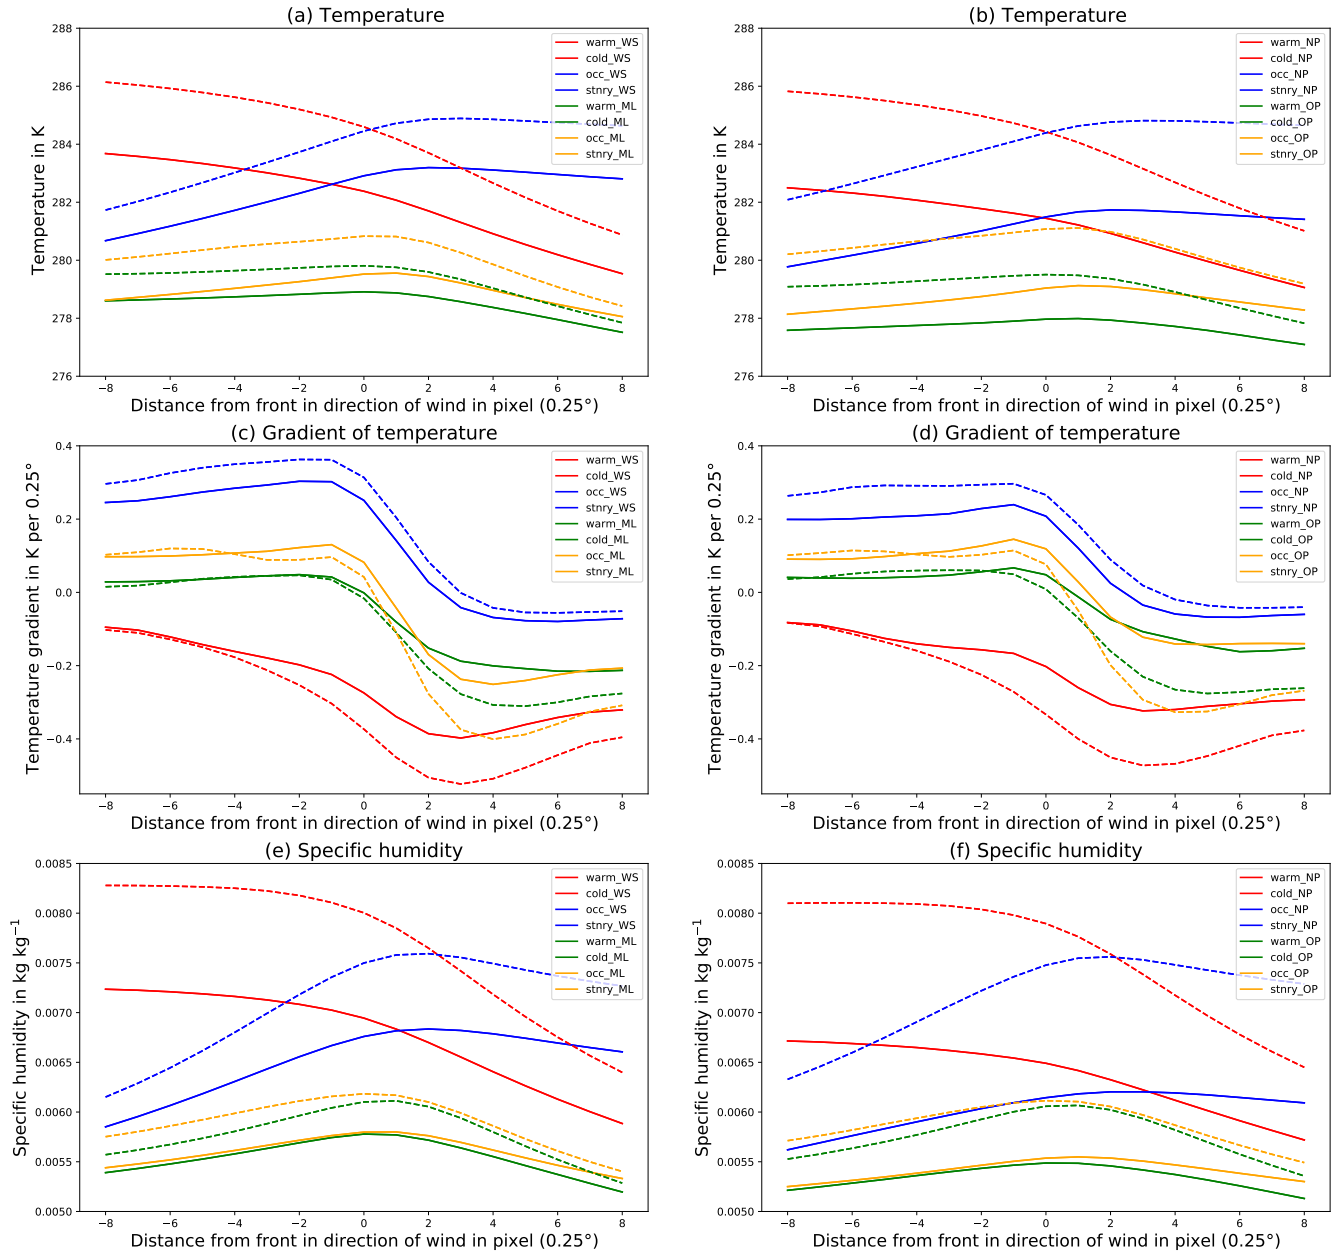 (a) Temperature
288
286
284
282
280
278
276
Temperature in K
warm_WS
cold_WS
occ_WS
stnry_WS
warm_ML
cold_ML
occ_ML
stnry_ML
−8 −6 −4 −2 0 2 4 6 8
Distance from front in direction of wind in pixel (0.25°)
(b) Temperature
288
286
284
282
280
278
276
Temperature in K
warm_NP
cold_NP
occ_NP
stnry_NP
warm_OP
cold_OP
occ_OP
stnry_OP
−8 −6 −4 −2 0 2 4 6 8
Distance from front in direction of wind in pixel (0.25°)
(c) Gradient of temperature
0.4
0.2
0.0
−0.2
−0.4
Temperature gradient in K per 0.25°
warm_WS
cold_WS
occ_WS
stnry_WS
warm_ML
cold_ML
occ_ML
stnry_ML
−8 −6 −4 −2 0 2 4 6 8
Distance from front in direction of wind in pixel (0.25°)
(d) Gradient of temperature
0.4
0.2
0.0
−0.2
−0.4
Temperature gradient in K per 0.25°
warm_NP
cold_NP
occ_NP
stnry_NP
warm_OP
cold_OP
occ_OP
stnry_OP
−8 −6 −4 −2 0 2 4 6 8
Distance from front in direction of wind in pixel (0.25°)
(e) Specific humidity
0.0085
0.0080
0.0075
0.0070
0.0065
0.0060
0.0055
0.0050
Specific humidity in kg kg⁻¹
warm_WS
cold_WS
occ_WS
stnry_WS
warm_ML
cold_ML
occ_ML
stnry_ML
−8 −6 −4 −2 0 2 4 6 8
Distance from front in direction of wind in pixel (0.25°)
(f) Specific humidity
0.0085
0.0080
0.0075
0.0070
0.0065
0.0060
0.0055
0.0050
Specific humidity in kg kg⁻¹
warm_NP
cold_NP
occ_NP
stnry_NP
warm_OP
cold_OP
occ_OP
stnry_OP
−8 −6 −4 −2 0 2 4 6 8
Distance from front in direction of wind in pixel (0.25°)